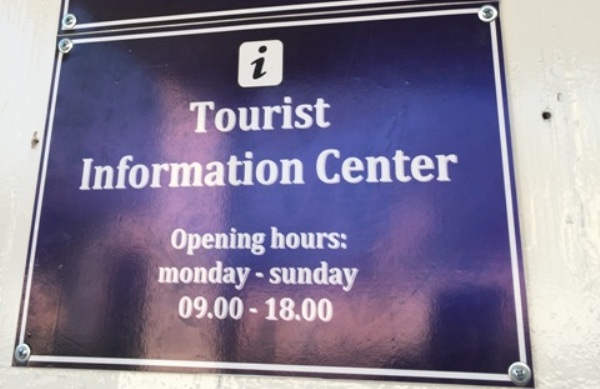 i
Tourist
Information Center
Opening hours:
monday - sunday
09.00 - 18.00